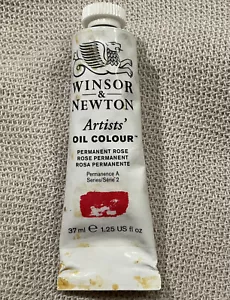 WINSOR
&
NEWTON
Artists'
OIL COLOUR™
PERMANENT ROSE
ROSE PERMANENT
ROSA PERMANENTE
Permanence A
Series/Série 2
37 ml ℮ 1.25 US fl oz